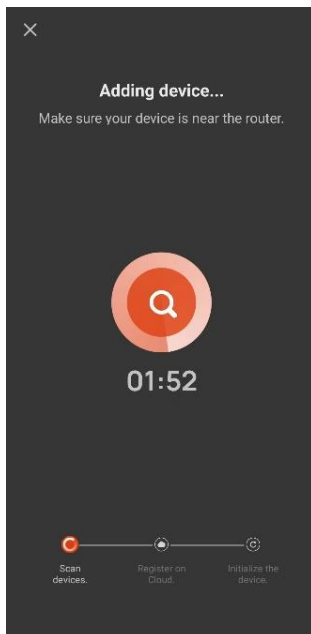 Adding device...
Make sure your device is near the router.
01:52
Scan
devices.
Register on
Cloud.
Initialize the
device.